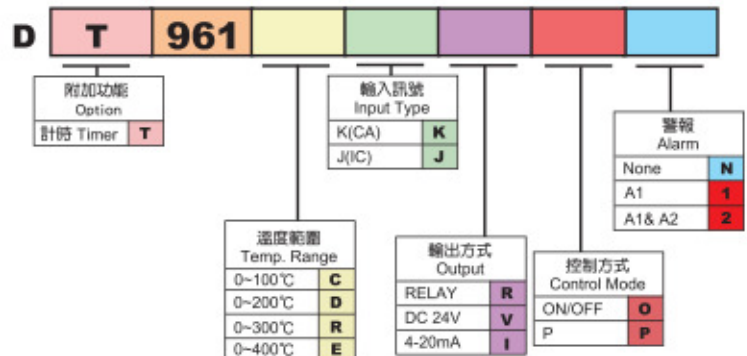 D T 961
附加功能
Option
計時 Timer T
輸入訊號
Input Type
K(CA) K
J(IC) J
警報
Alarm
None N
A1 1
A1& A2 2
溫度範圍
Temp. Range
0~100℃ C
0~200℃ D
0~300℃ R
0~400℃ E
輸出方式
Output
RELAY R
DC 24V V
4-20mA I
控制方式
Control Mode
ON/OFF O
P P